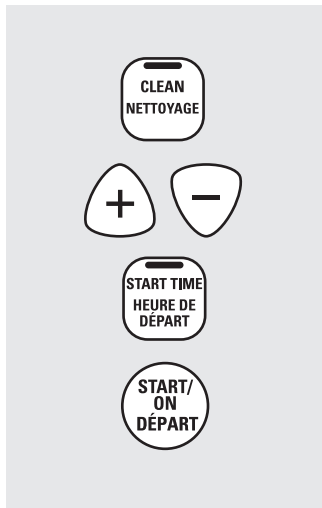 CLEAN
NETTOYAGE
+ −
START TIME
HEURE DE
DÉPART
START/
ON
DÉPART